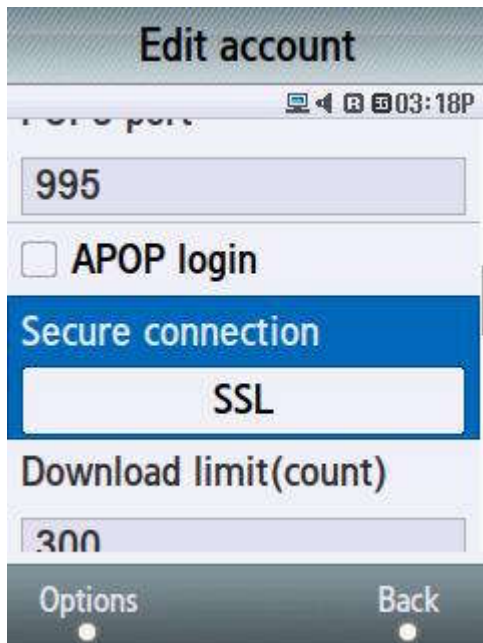 Edit account
03:18P
995
APOP login
Secure connection
SSL
Download limit(count)
300
Options
Back